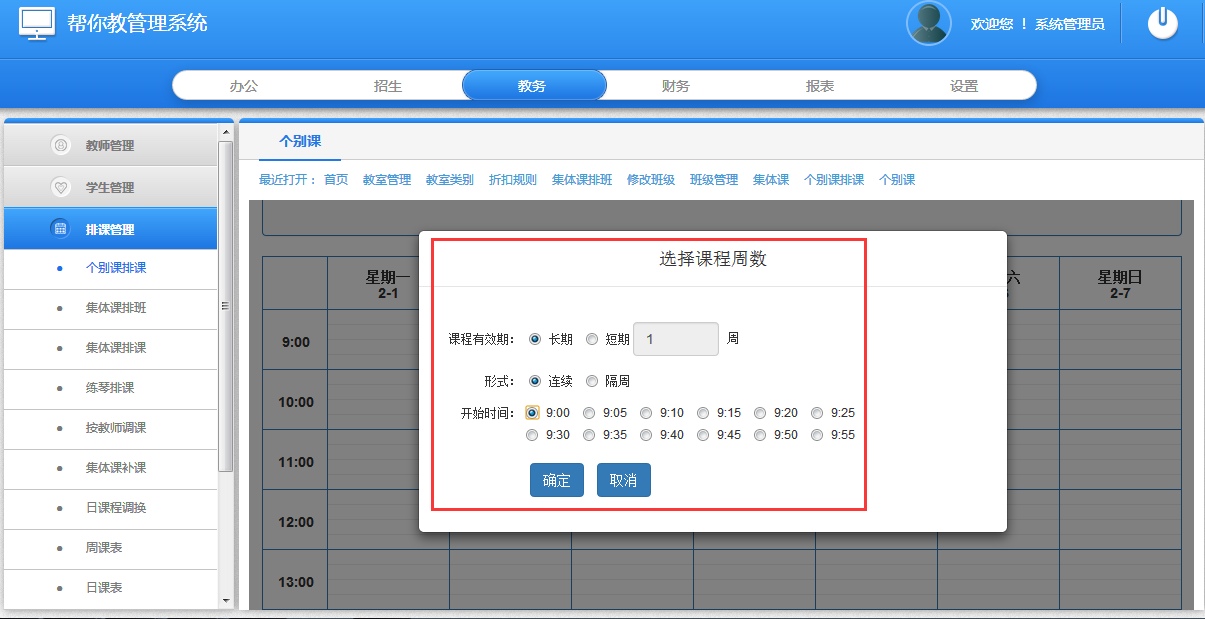 帮你教管理系统
欢迎您 ！ 系统管理员
办公 招生 教务 财务 报表 设置
教师管理
学生管理
排课管理
个别课排课
集体课排班
集体课排课
练琴排课
按教师调课
集体课补课
日课程调换
周课表
日课表
个别课
最近打开： 首页 教室管理 教室类别 折扣规则 集体课排班 修改班级 班级管理 集体课 个别课排课 个别课
星期一
2-1
六
星期日
2-7
9:00
10:00
11:00
12:00
13:00
选择课程周数
课程有效期： 长期 短期 1 周
形式： 连续 隔周
开始时间： 9:00 9:05 9:10 9:15 9:20 9:25
9:30 9:35 9:40 9:45 9:50 9:55
确定 取消